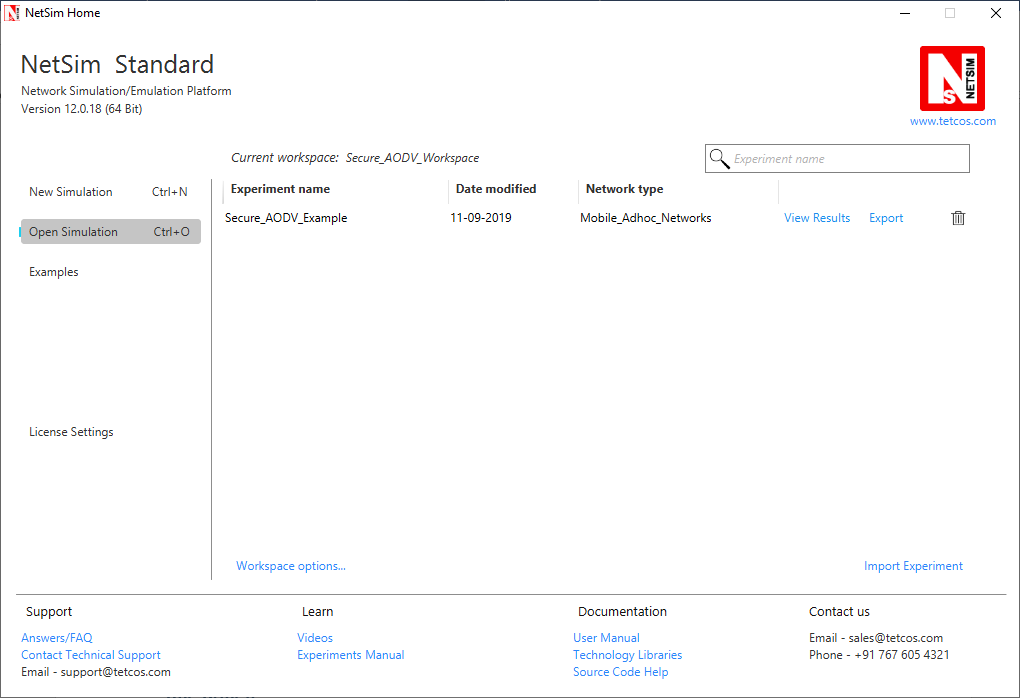 NetSim Home
NetSim Standard
Network Simulation/Emulation Platform
Version 12.0.18 (64 Bit)
NS NETSIM
www.tetcos.com
Current workspace: Secure_AODV_Workspace
Experiment name
New Simulation Ctrl+N
Open Simulation Ctrl+O
Examples
License Settings
Experiment name Date modified Network type
Secure_AODV_Example 11-09-2019 Mobile_Adhoc_Networks View Results Export
Workspace options... Import Experiment
Support
Answers/FAQ
Contact Technical Support
Email - support@tetcos.com
Learn
Videos
Experiments Manual
Documentation
User Manual
Technology Libraries
Source Code Help
Contact us
Email - sales@tetcos.com
Phone - +91 767 605 4321